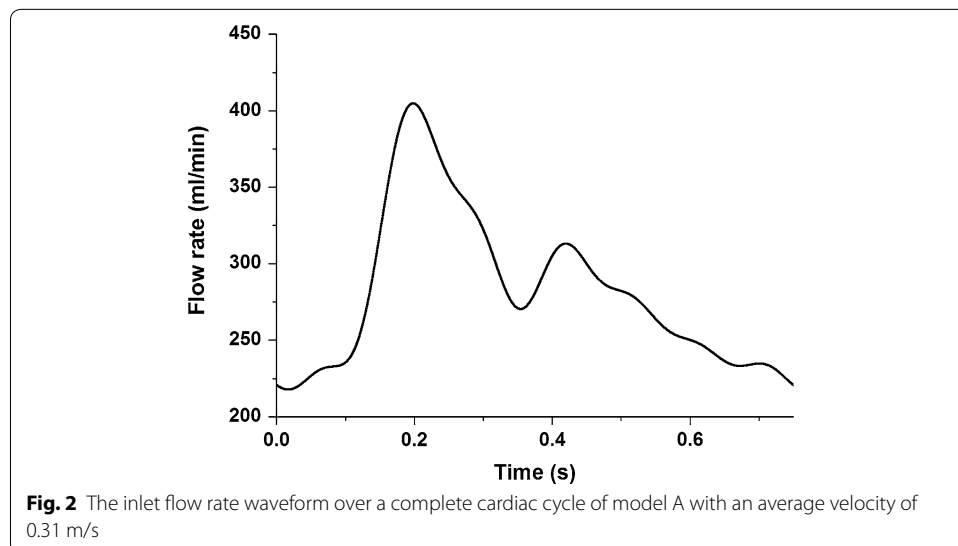 450
400
350
300
250
200
Flow rate (ml/min)
0.0 0.2 0.4 0.6
Time (s)
Fig. 2 The inlet flow rate waveform over a complete cardiac cycle of model A with an average velocity of
0.31 m/s